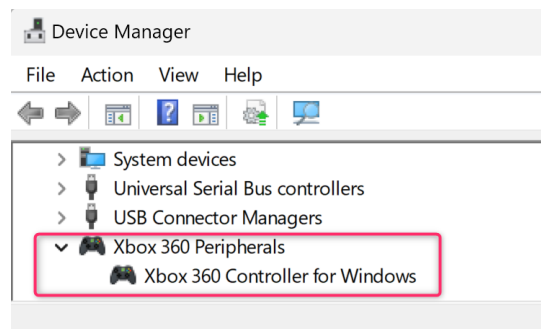 Device Manager
File Action View Help
System devices
Universal Serial Bus controllers
USB Connector Managers
Xbox 360 Peripherals
Xbox 360 Controller for Windows